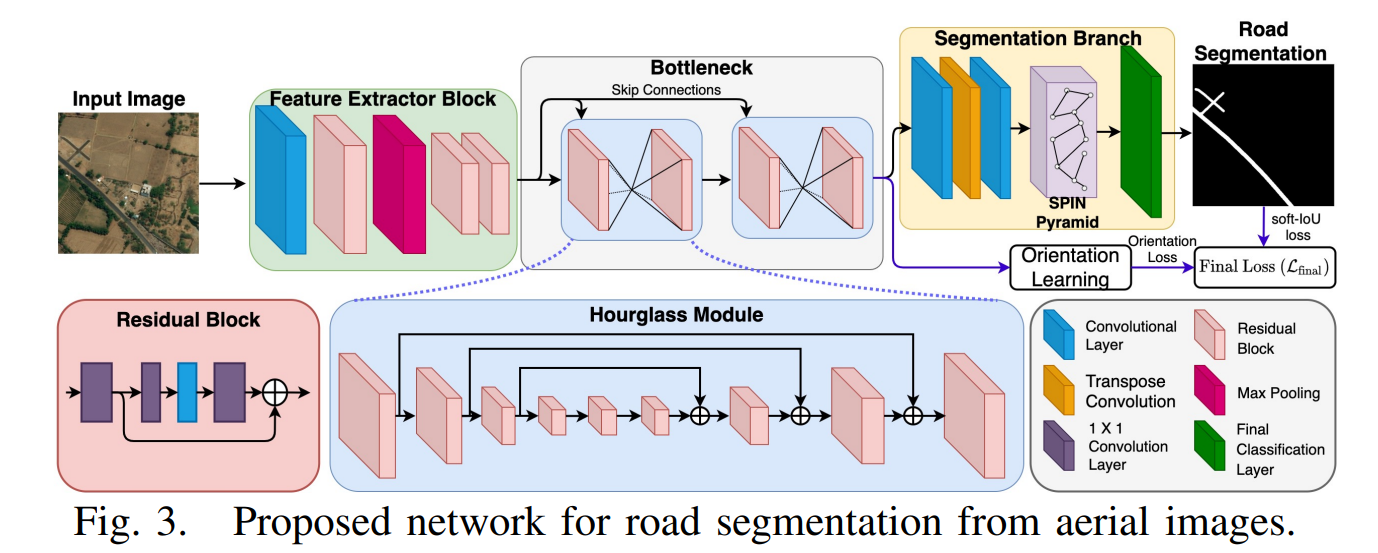 Input Image
Feature Extractor Block
Bottleneck
Skip Connections
Segmentation Branch
SPIN
Pyramid
Road
Segmentation
soft-IoU
loss
Orientation
Learning
Orientation
Loss
Final Loss (ℒfinal)
Residual Block
Hourglass Module
Convolutional
Layer
Residual
Block
Transpose
Convolution
Max Pooling
1 X 1
Convolution
Layer
Final
Classification
Layer
Fig. 3. Proposed network for road segmentation from aerial images.